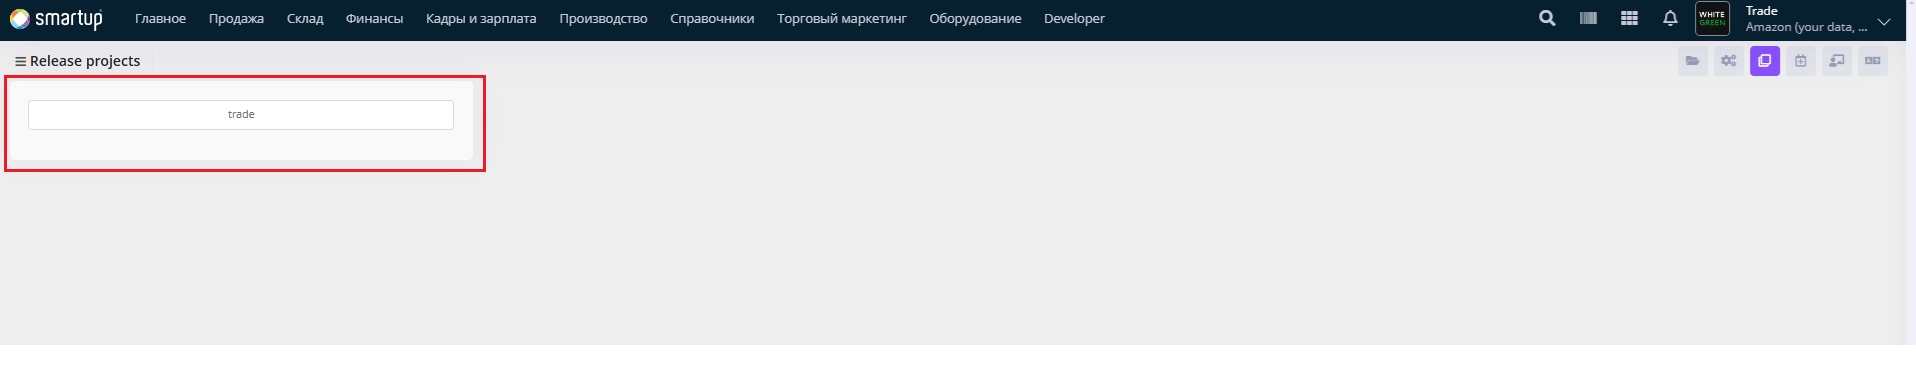 smartup Главное Продажа Склад Финансы Кадры и зарплата Производство Справочники Торговый маркетинг Оборудование Developer WHITE GREEN Trade
Amazon (your data, ...
Release projects
trade